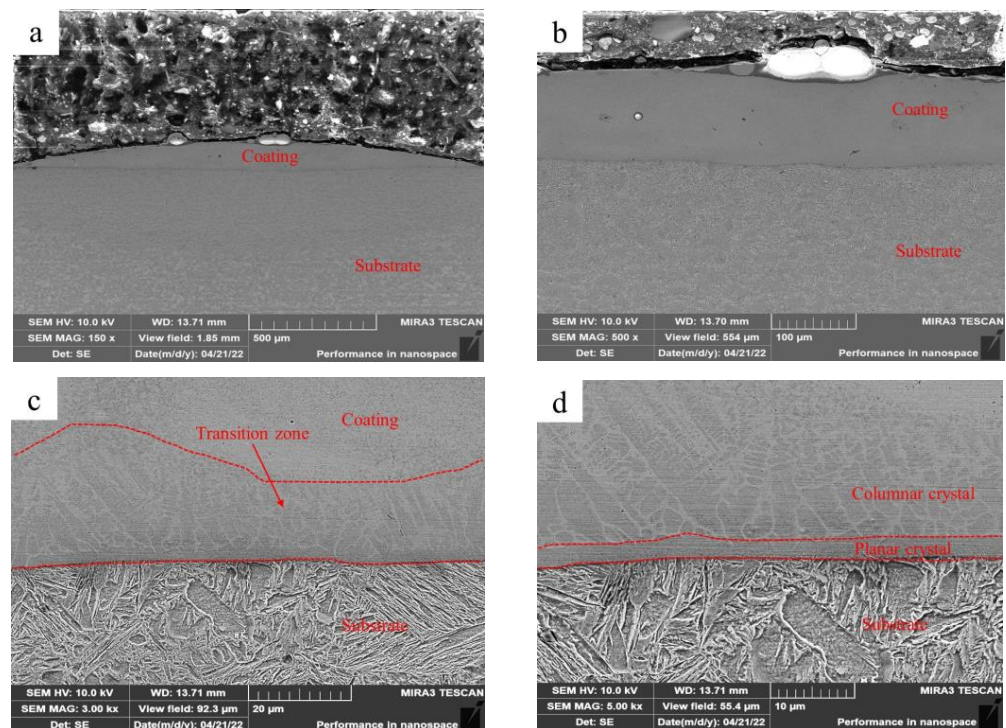 a
Coating
Substrate
SEM HV: 10.0 kV WD: 13.71 mm MIRA3 TESCAN
SEM MAG: 150 x View field: 1.85 mm 500 µm
Det: SE Date(m/d/y): 04/21/22 Performance in nanospace
b
Coating
Substrate
SEM HV: 10.0 kV WD: 13.70 mm MIRA3 TESCAN
SEM MAG: 500 x View field: 554 µm 100 µm
Det: SE Date(m/d/y): 04/21/22 Performance in nanospace
c
Coating
Transition zone
Substrate
SEM HV: 10.0 kV WD: 13.71 mm MIRA3 TESCAN
SEM MAG: 3.00 kx View field: 92.3 µm 20 µm
Det: SE Date(m/d/y): 04/21/22 Performance in nanospace
d
Columnar crystal
Planar crystal
Substrate
SEM HV: 10.0 kV WD: 13.71 mm MIRA3 TESCAN
SEM MAG: 5.00 kx View field: 55.4 µm 10 µm
Det: SE Date(m/d/y): 04/21/22 Performance in nanospace